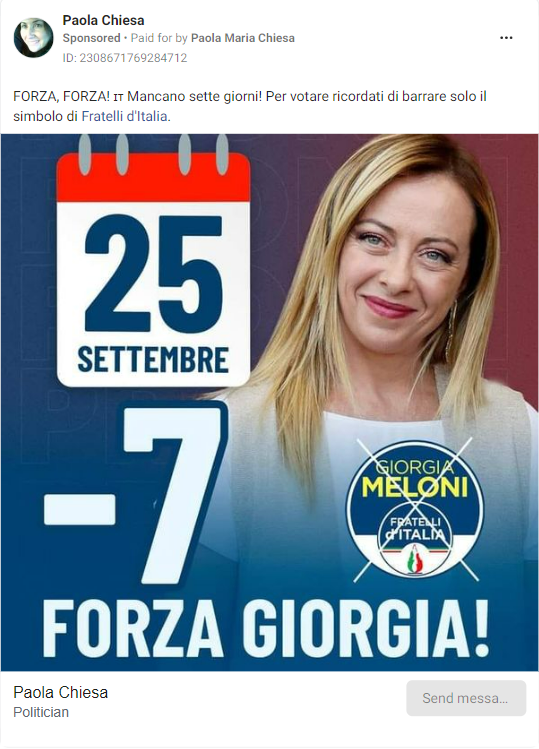 Paola Chiesa
Sponsored • Paid for by Paola Maria Chiesa
ID: 2308671769284712
FORZA, FORZA! ɪᴛ Mancano sette giorni! Per votare ricordati di barrare solo il
simbolo di Fratelli d'Italia.
25
SETTEMBRE
-7
GIORGIA
MELONI
FRATELLI
d'ITALIA
FORZA GIORGIA!
Paola Chiesa
Politician
Send messa...